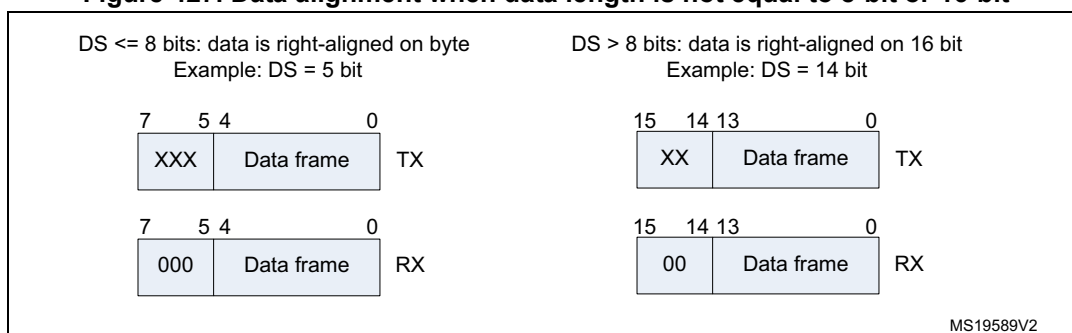 DS <= 8 bits: data is right-aligned on byte
Example: DS = 5 bit
DS > 8 bits: data is right-aligned on 16 bit
Example: DS = 14 bit
7 5 4 0
XXX Data frame TX
15 14 13 0
XX Data frame TX
7 5 4 0
000 Data frame RX
15 14 13 0
00 Data frame RX
MS19589V2